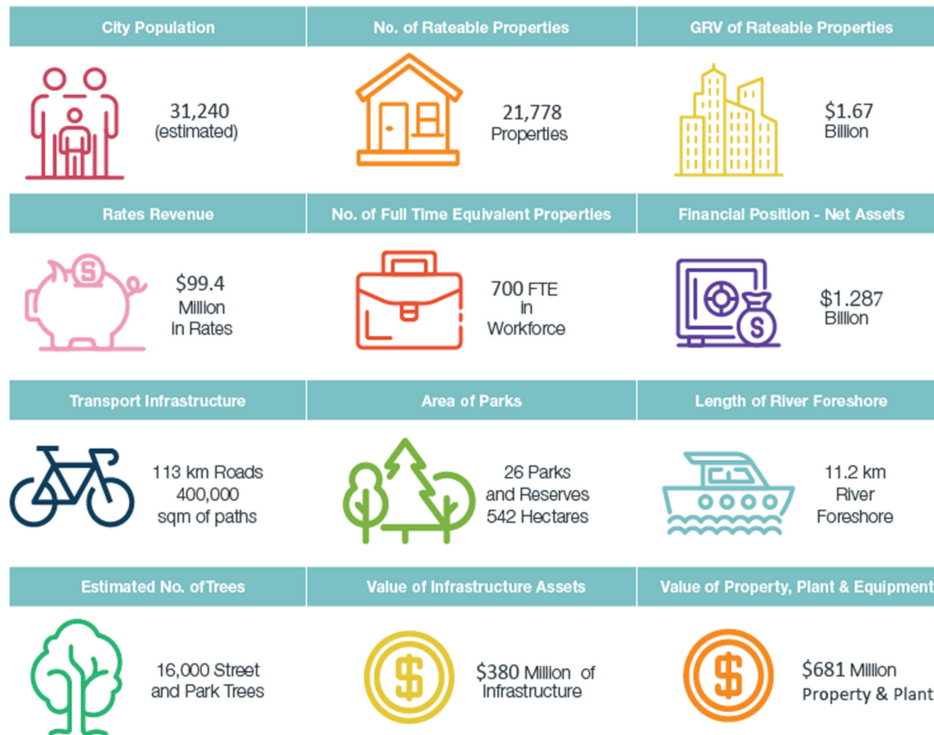 City Population
No. of Rateable Properties
GRV of Rateable Properties
31,240
(estimated)
21,778
Properties
$1.67
Billion
Rates Revenue
No. of Full Time Equivalent Properties
Financial Position - Net Assets
$99.4
Million
in Rates
700 FTE
in
Workforce
$1.287
Billion
Transport Infrastructure
Area of Parks
Length of River Foreshore
113 km Roads
400,000
sqm of paths
26 Parks
and Reserves
542 Hectares
11.2 km
River
Foreshore
Estimated No. of Trees
Value of Infrastructure Assets
Value of Property, Plant & Equipment
16,000 Street
and Park Trees
$380 Million of
Infrastructure
$681 Million
Property & Plant